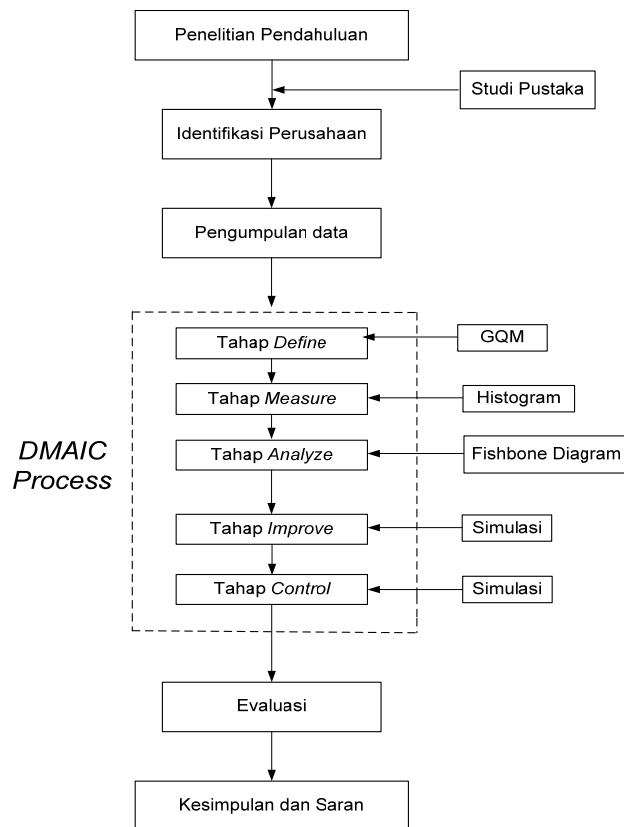 Penelitian Pendahuluan
Studi Pustaka
Identifikasi Perusahaan
Pengumpulan data
DMAIC
Process
Tahap Define
GQM
Tahap Measure
Histogram
Tahap Analyze
Fishbone Diagram
Tahap Improve
Simulasi
Tahap Control
Simulasi
Evaluasi
Kesimpulan dan Saran